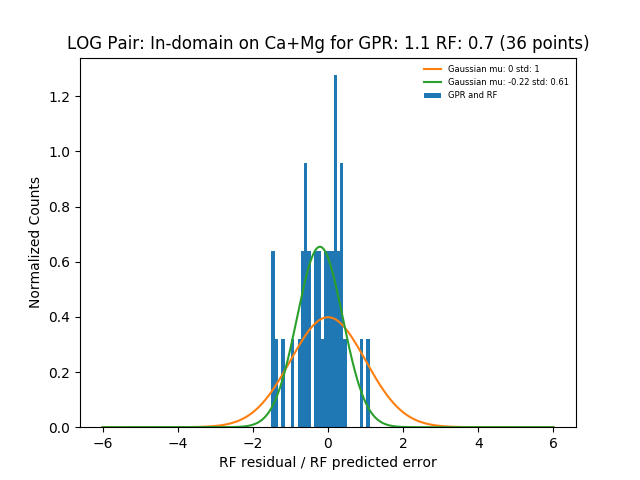 LOG Pair: In-domain on Ca+Mg for GPR: 1.1 RF: 0.7 (36 points)
Gaussian mu: 0 std: 1
Gaussian mu: -0.22 std: 0.61
GPR and RF
Normalized Counts
1.2
1.0
0.8
0.6
0.4
0.2
0.0
−6 −4 −2 0 2 4 6
RF residual / RF predicted error